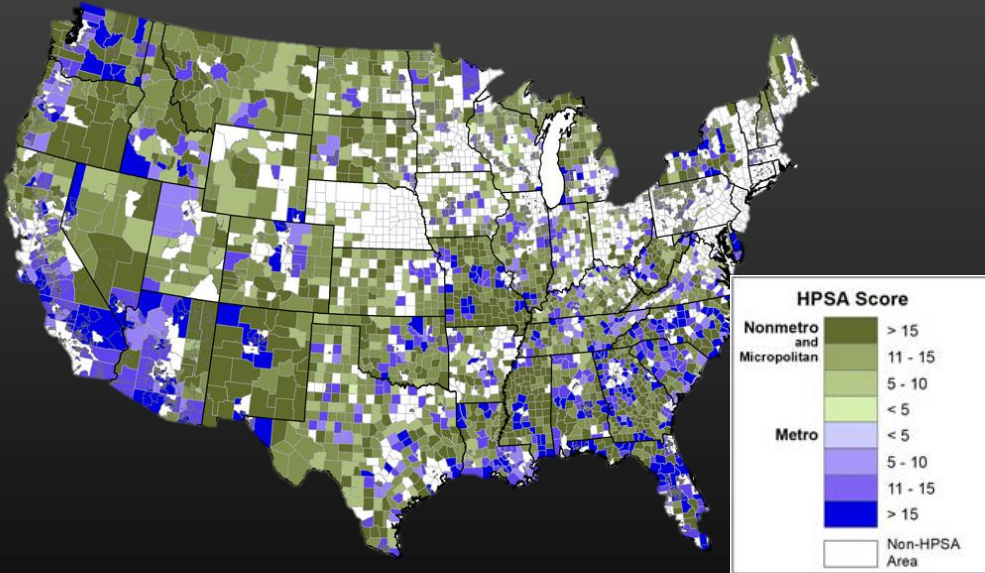 HPSA Score
Nonmetro and Micropolitan
> 15
11 - 15
5 - 10
< 5
Metro
< 5
5 - 10
11 - 15
> 15
Non-HPSA
Area